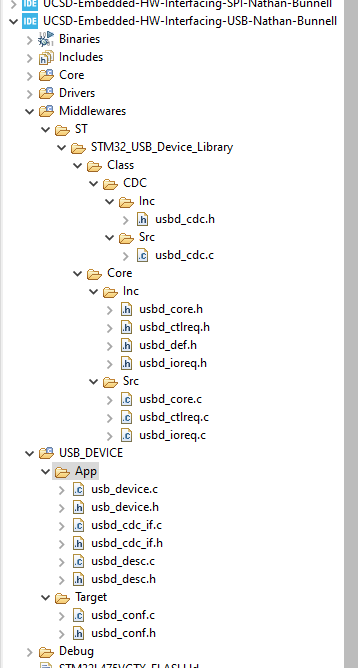 IDE UCSD-Embedded-HW-Interfacing-SPI-Nathan-Bunnell
IDE UCSD-Embedded-HW-Interfacing-USB-Nathan-Bunnell
Binaries
Includes
Core
Drivers
Middlewares
ST
STM32_USB_Device_Library
Class
CDC
Inc
.h usbd_cdc.h
Src
.c usbd_cdc.c
Core
Inc
.h usbd_core.h
.h usbd_ctlreq.h
.h usbd_def.h
.h usbd_ioreq.h
Src
.c usbd_core.c
.c usbd_ctlreq.c
.c usbd_ioreq.c
USB_DEVICE
App
.c usb_device.c
.h usb_device.h
.c usbd_cdc_if.c
.h usbd_cdc_if.h
.c usbd_desc.c
.h usbd_desc.h
Target
.c usbd_conf.c
.h usbd_conf.h
Debug